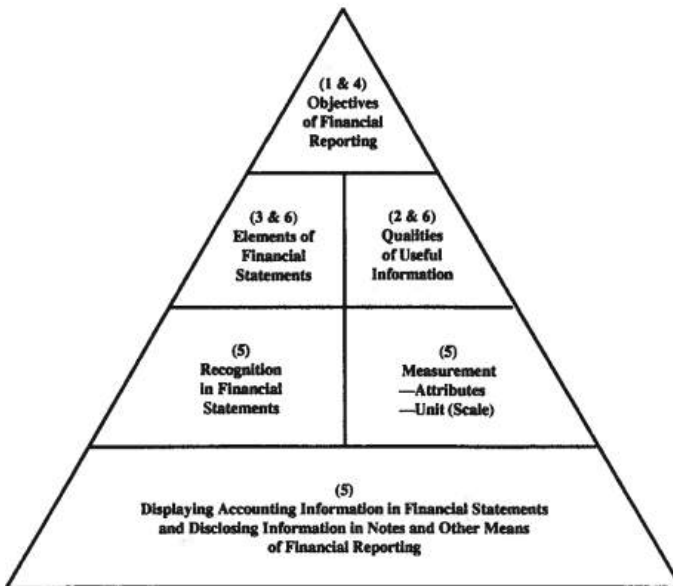 (1 & 4)
Objectives
of Financial
Reporting
(3 & 6)
Elements of
Financial
Statements
(2 & 6)
Qualities
of Useful
Information
(5)
Recognition
in Financial
Statements
(5)
Measurement
—Attributes
—Unit (Scale)
(5)
Displaying Accounting Information in Financial Statements
and Disclosing Information in Notes and Other Means
of Financial Reporting